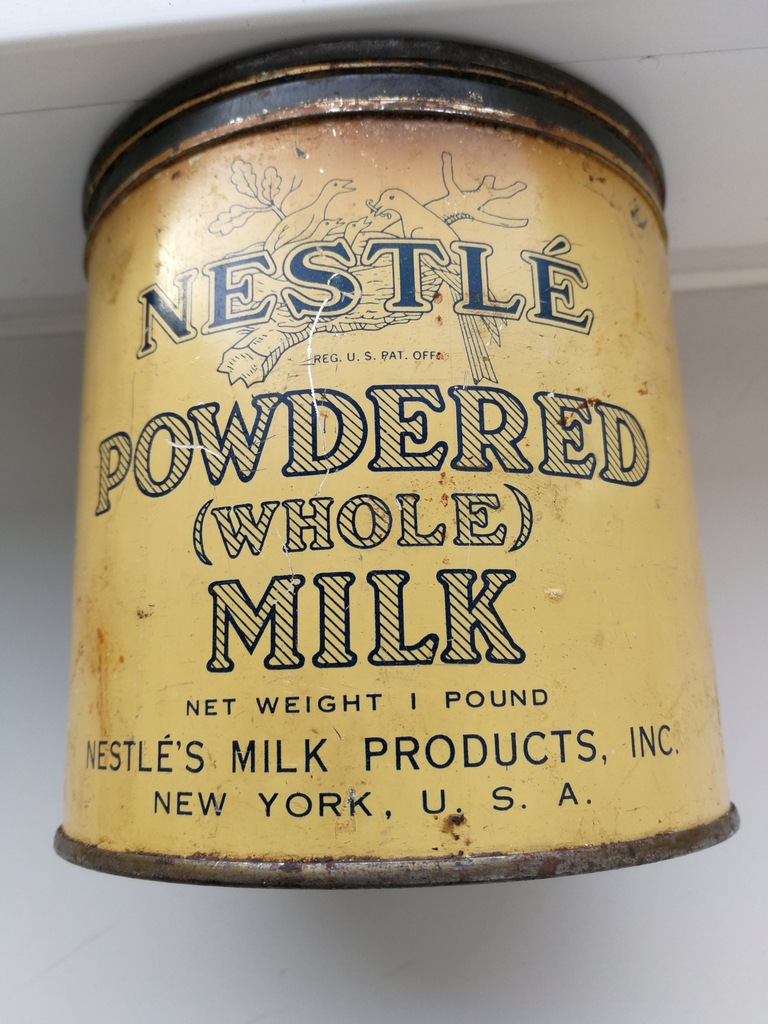 NESTLÉ
REG. U. S. PAT. OFF.
POWDERED
(WHOLE)
MILK
NET WEIGHT 1 POUND
NESTLÉ'S MILK PRODUCTS, INC.
NEW YORK, U. S. A.